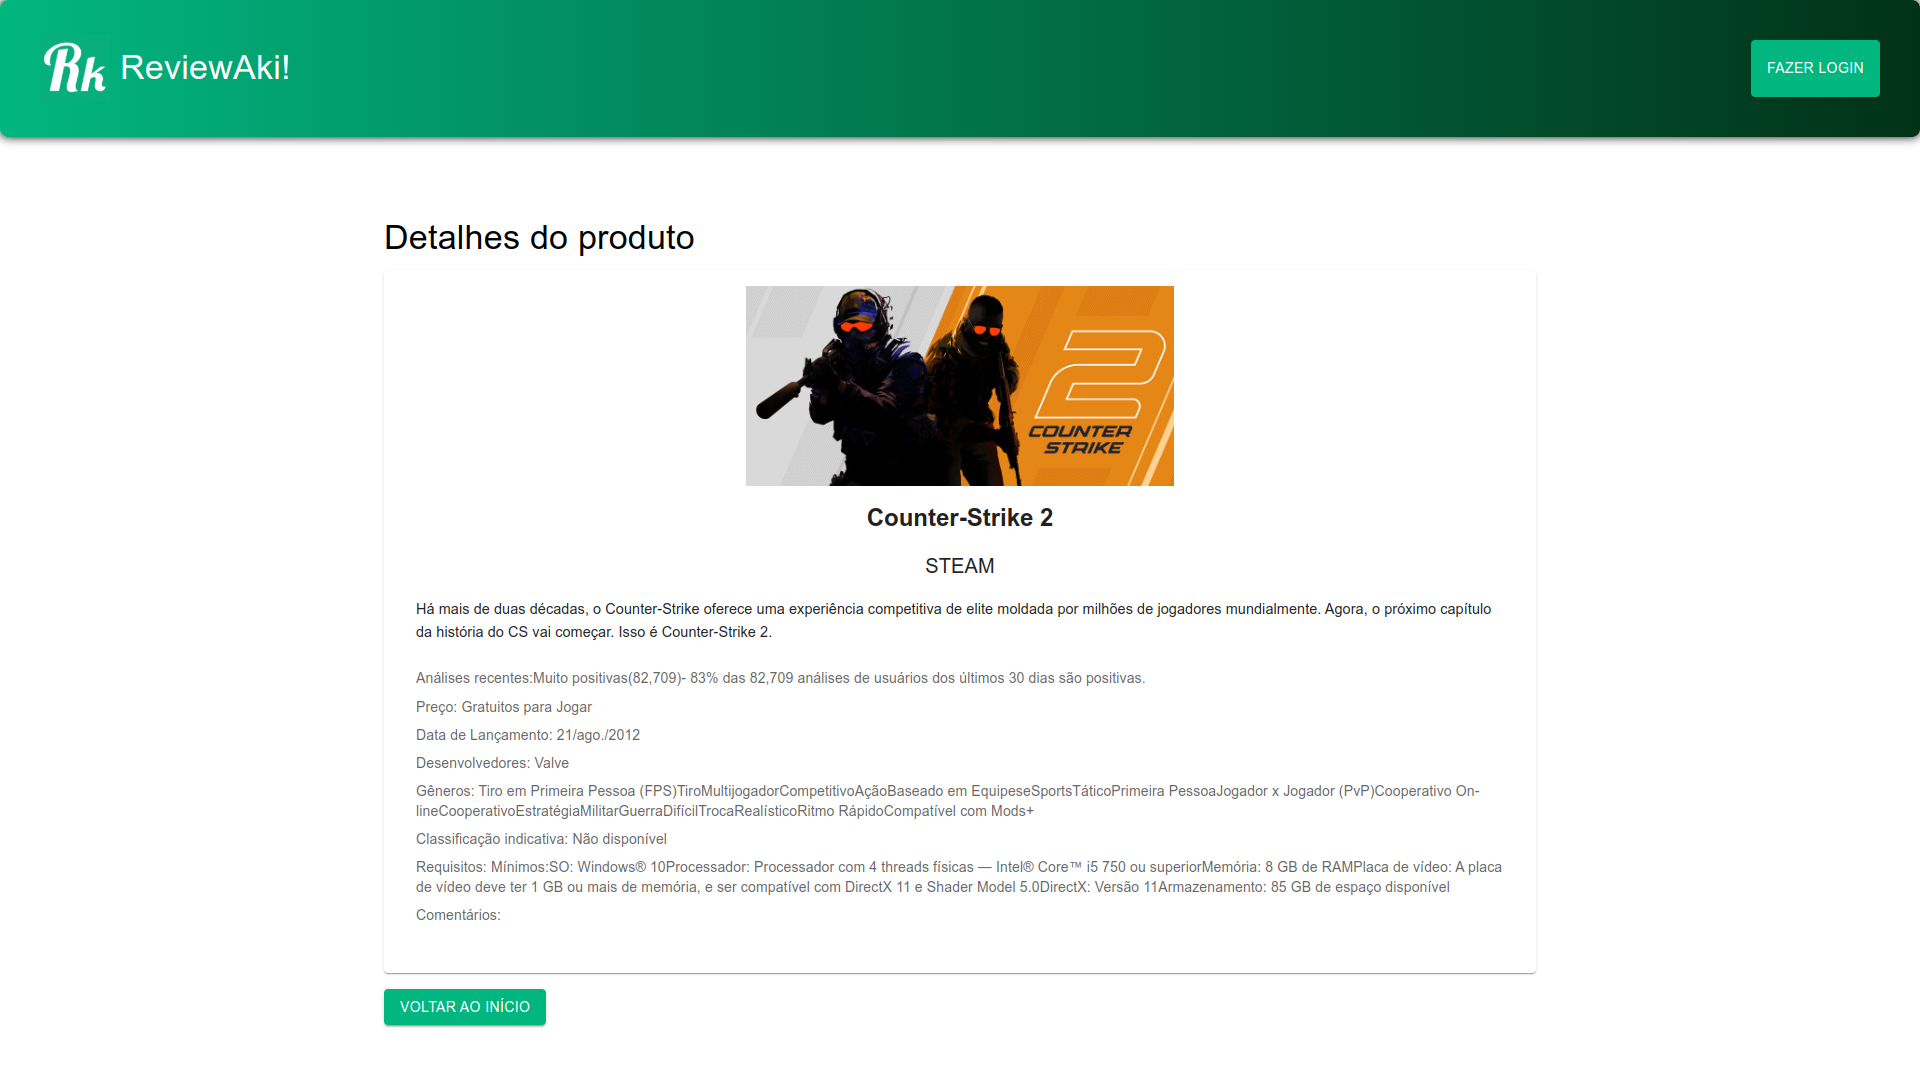 Rk ReviewAki!
FAZER LOGIN
Detalhes do produto
2
COUNTER
STRIKE
Counter-Strike 2
STEAM
Há mais de duas décadas, o Counter-Strike oferece uma experiência competitiva de elite moldada por milhões de jogadores mundialmente. Agora, o próximo capítulo
da história do CS vai começar. Isso é Counter-Strike 2.
Análises recentes:Muito positivas(82,709)- 83% das 82,709 análises de usuários dos últimos 30 dias são positivas.
Preço: Gratuitos para Jogar
Data de Lançamento: 21/ago./2012
Desenvolvedores: Valve
Gêneros: Tiro em Primeira Pessoa (FPS)TiroMultijogadorCompetitivoAçãoBaseado em EquipeseSportsTáticoPrimeira PessoaJogador x Jogador (PvP)Cooperativo On-
lineCooperativoEstratégiaMilitarGuerraDifícilTrocaRealísticoRitmo RápidoCompatível com Mods+
Classificação indicativa: Não disponível
Requisitos: Mínimos:SO: Windows® 10Processador: Processador com 4 threads físicas — Intel® Core™ i5 750 ou superiorMemória: 8 GB de RAMPlaca de vídeo: A placa
de vídeo deve ter 1 GB ou mais de memória, e ser compatível com DirectX 11 e Shader Model 5.0DirectX: Versão 11Armazenamento: 85 GB de espaço disponível
Comentários:
VOLTAR AO INÍCIO